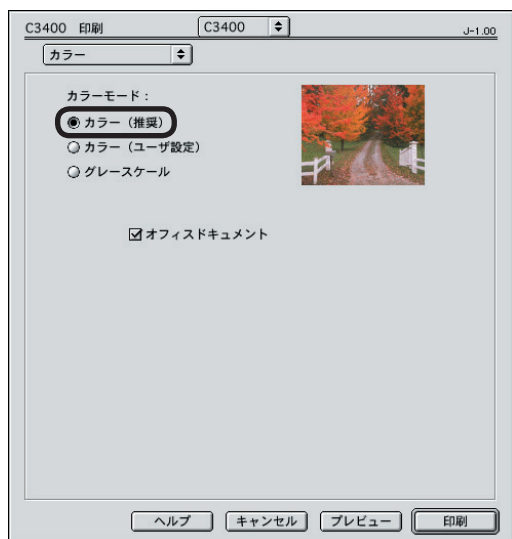 C3400 印刷 C3400 J-1.00
カラー
カラーモード：
カラー（推奨）
カラー（ユーザ設定）
グレースケール
オフィスドキュメント
ヘルプ キャンセル プレビュー 印刷